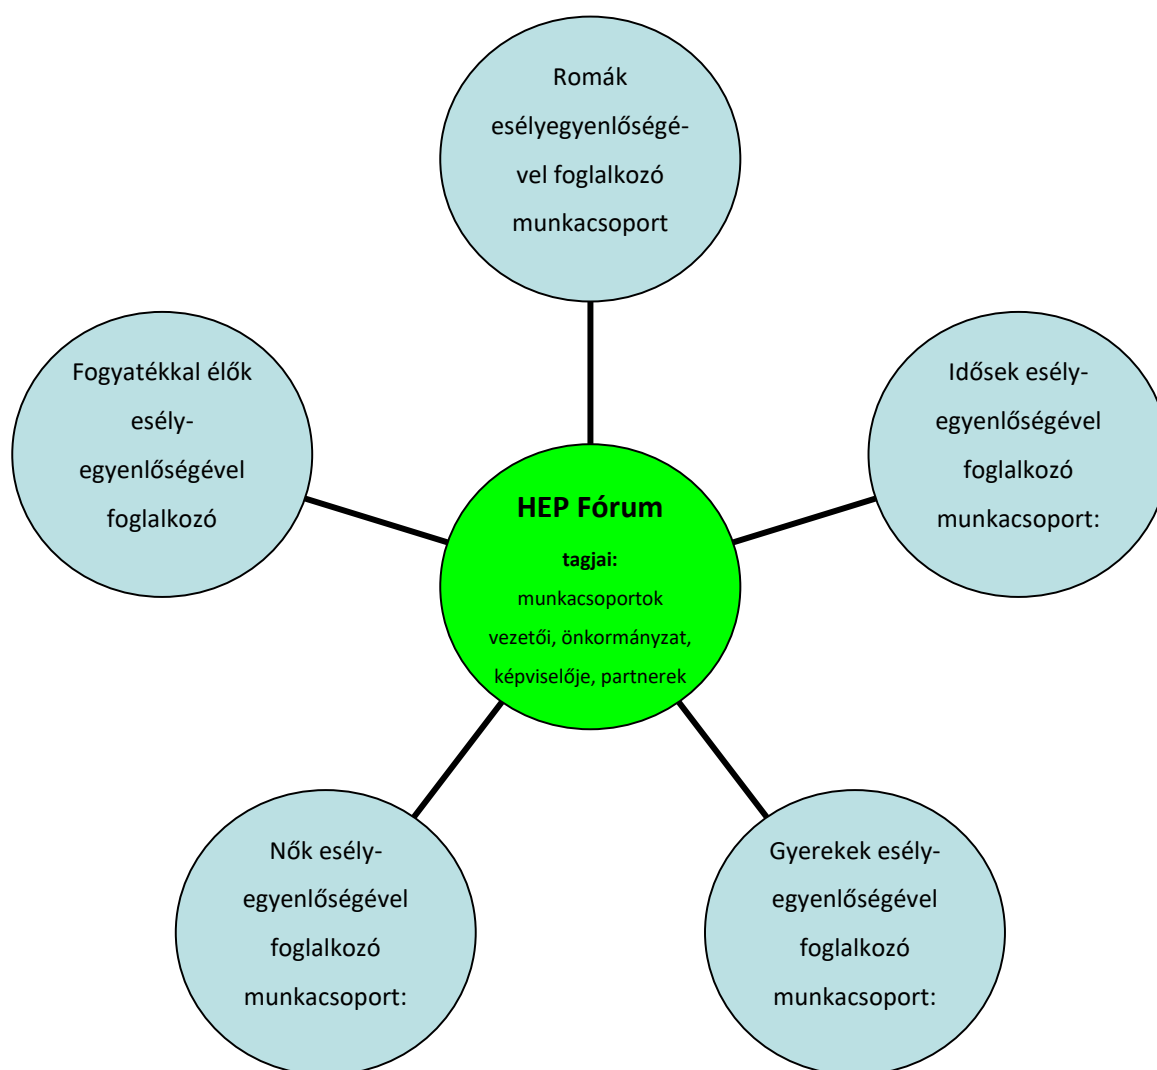 Romák
esélyegyenlőségé-
vel foglalkozó
munkacsoport
Fogyatékkal élők
esély-
egyenlőségével
foglalkozó
Idősek esély-
egyenlőségével
foglalkozó
munkacsoport:
HEP Fórum
tagjai:
munkacsoportok
vezetői, önkormányzat,
képviselője, partnerek
Nők esély-
egyenlőségével
foglalkozó
munkacsoport:
Gyerekek esély-
egyenlőségével
foglalkozó
munkacsoport: